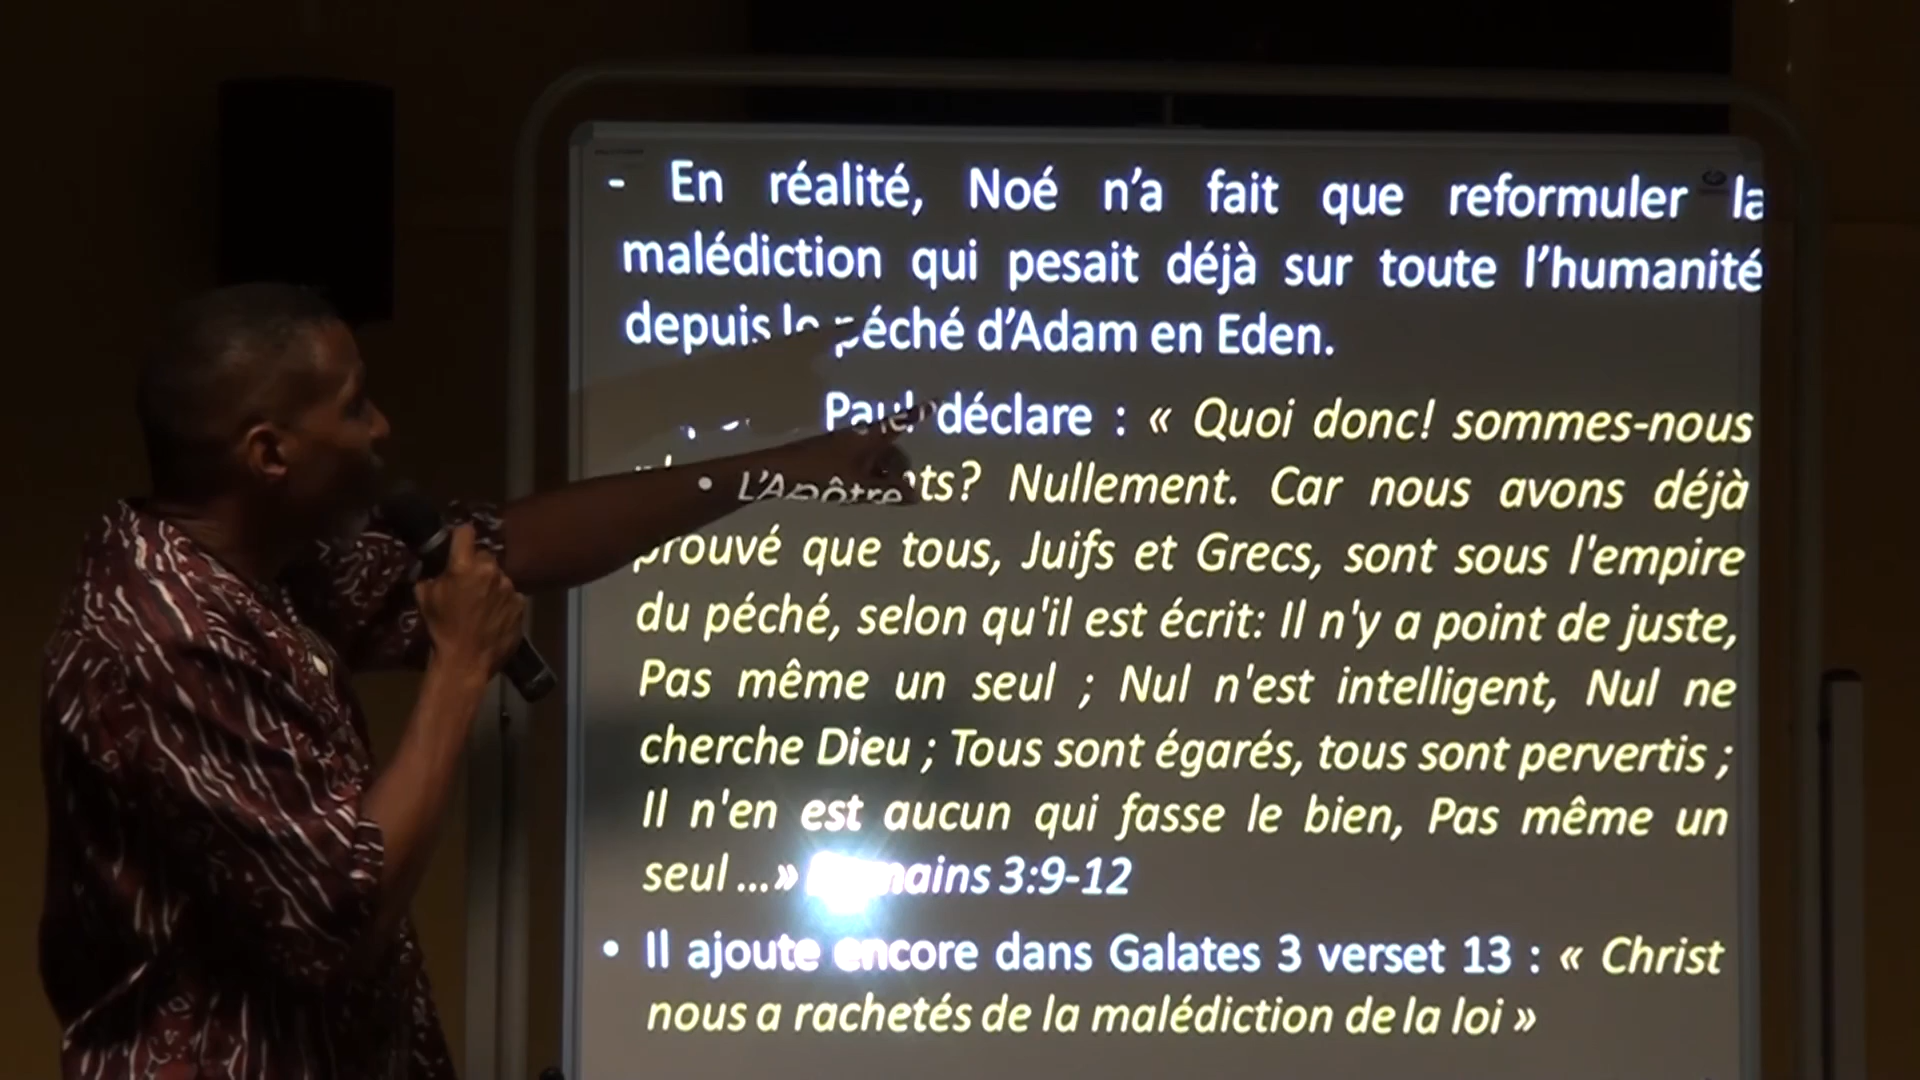 - En réalité, Noé n'a fait que reformuler la
malédiction qui pesait déjà sur toute l'humanité
depuis le péché d'Adam en Eden.
• L'Apôtre Paul déclare : « Quoi donc! sommes-nous
Nullement. Car nous avons déjà
prouvé que tous, Juifs et Grecs, sont sous l'empire
du péché, selon qu'il est écrit: Il n'y a point de juste,
Pas même un seul ; Nul n'est intelligent, Nul ne
cherche Dieu ; Tous sont égarés, tous sont pervertis ;
Il n'en est aucun qui fasse le bien, Pas même un
seul ...» 3:9-12
• Il ajoute encore dans Galates 3 verset 13 : « Christ
nous a rachetés de la malédiction de la loi »